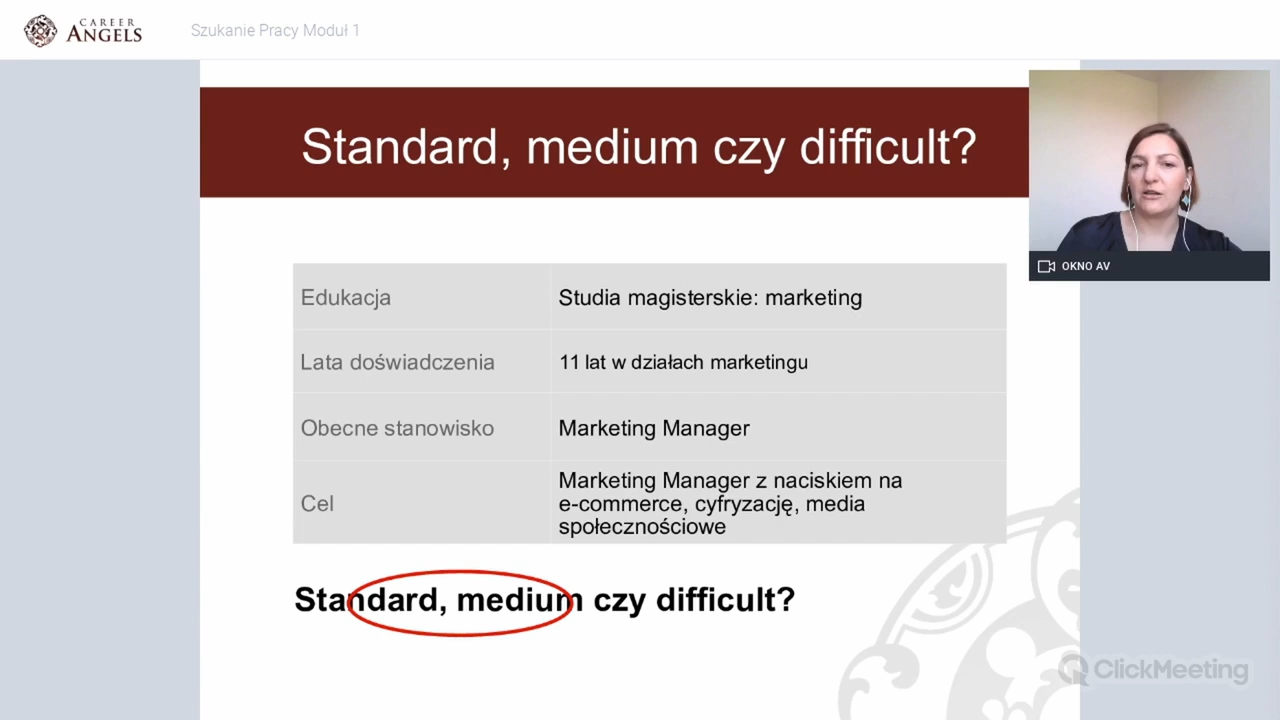 CAREER
ANGELS
Szukanie Pracy Moduł 1
Standard, medium czy difficult?
OKNO AV
Edukacja
Studia magisterskie: marketing
Lata doświadczenia
11 lat w działach marketingu
Obecne stanowisko
Marketing Manager
Cel
Marketing Manager z naciskiem na
e-commerce, cyfryzację, media
społecznościowe
Standard, medium czy difficult?
ClickMeeting